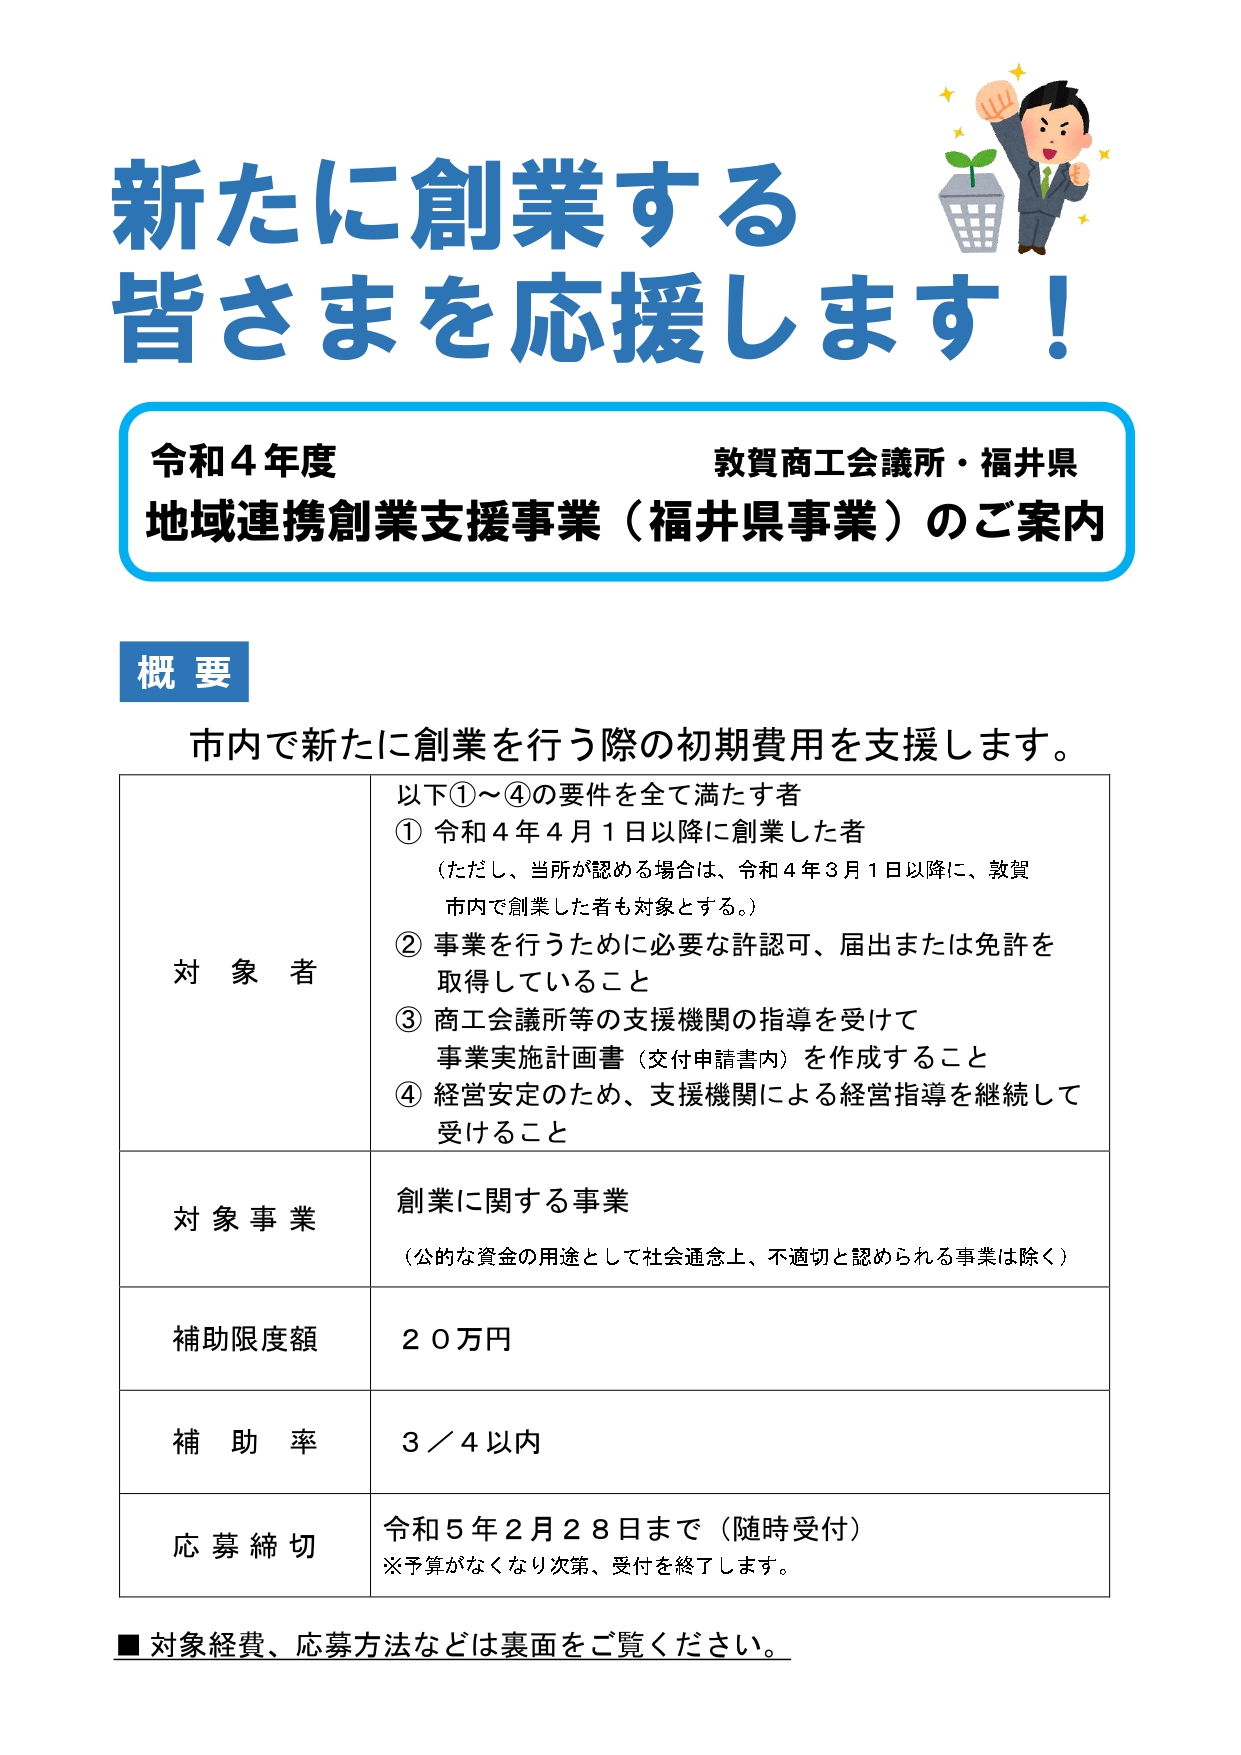 新たに創業する
皆さまを応援します！
令和４年度　敦賀商工会議所・福井県
地域連携創業支援事業（福井県事業）のご案内
概 要
市内で新たに創業を行う際の初期費用を支援します。
対　象　者
以下①～④の要件を全て満たす者
① 令和４年４月１日以降に創業した者
（ただし、当所が認める場合は、令和４年３月１日以降に、敦賀
市内で創業した者も対象とする。）
② 事業を行うために必要な許認可、届出または免許を
取得していること
③ 商工会議所等の支援機関の指導を受けて
事業実施計画書（交付申請書内）を作成すること
④ 経営安定のため、支援機関による経営指導を継続して
受けること
対 象 事 業
創業に関する事業
（公的な資金の用途として社会通念上、不適切と認められる事業は除く）
補助限度額
２０万円
補　助　率
３／４以内
応 募 締 切
令和５年２月２８日まで（随時受付）
※予算がなくなり次第、受付を終了します。
■ 対象経費、応募方法などは裏面をご覧ください。